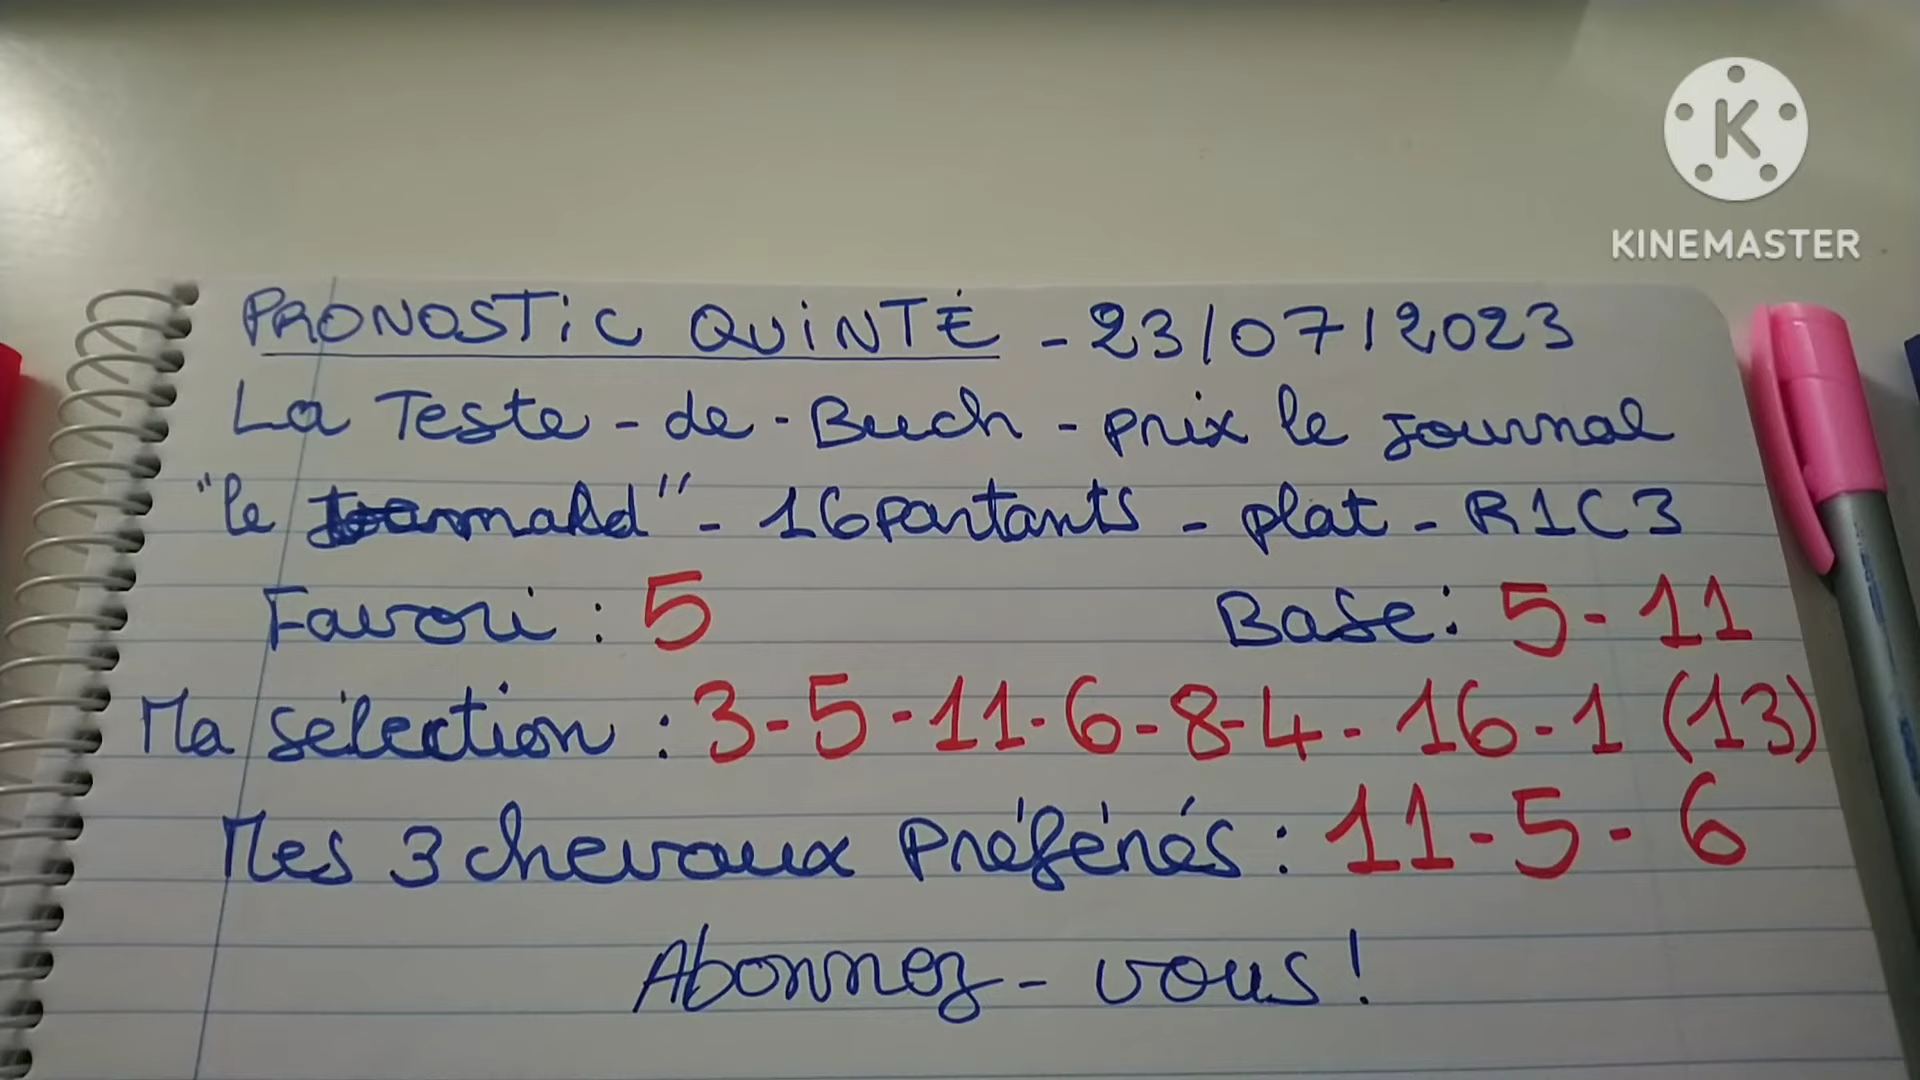 KINEMASTER
PRONOSTIC QUINTÉ - 23/07/2023
La Teste-de-Buch - prix le journal
"le " - 16 partants - plat - R1C3
Favori : 5 Base : 5 - 11
Ma sélection : 3 - 5 - 11 - 6 - 8 - 4 - 16 - 1 (13)
Mes 3 chevaux préférés : 11 - 5 - 6
Abonnez-vous !